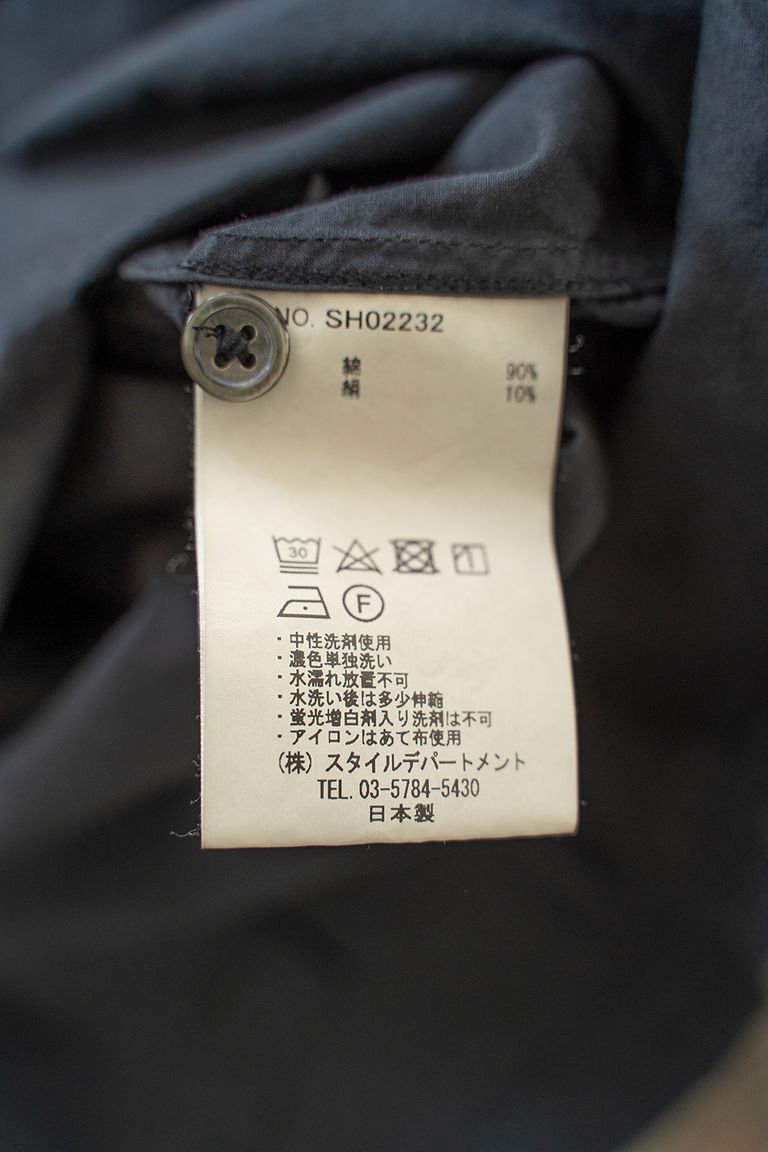 NO. SH02232
綿 90%
絹 10%
30
F
・中性洗剤使用
・濃色単独洗い
・水濡れ放置不可
・水洗い後は多少伸縮
・蛍光増白剤入り洗剤は不可
・アイロンはあて布使用
(株) スタイルデパートメント
TEL. 03-5784-5430
日本製